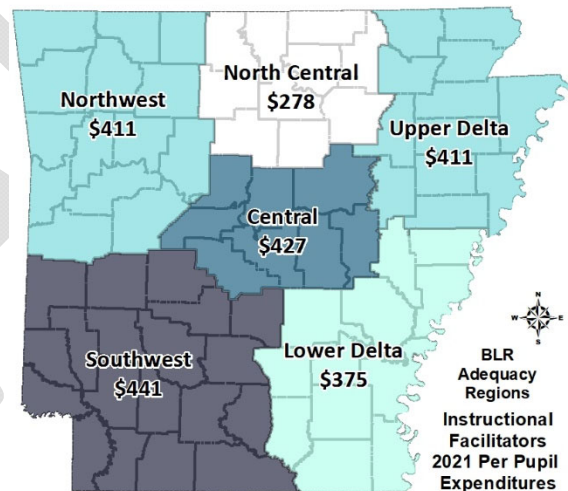 North Central
$278
Northwest
$411
Upper Delta
$411
Central
$427
N
W E
S
Southwest
$441
Lower Delta
$375
BLR
Adequacy
Regions
Instructional
Facilitators
2021 Per Pupil
Expenditures